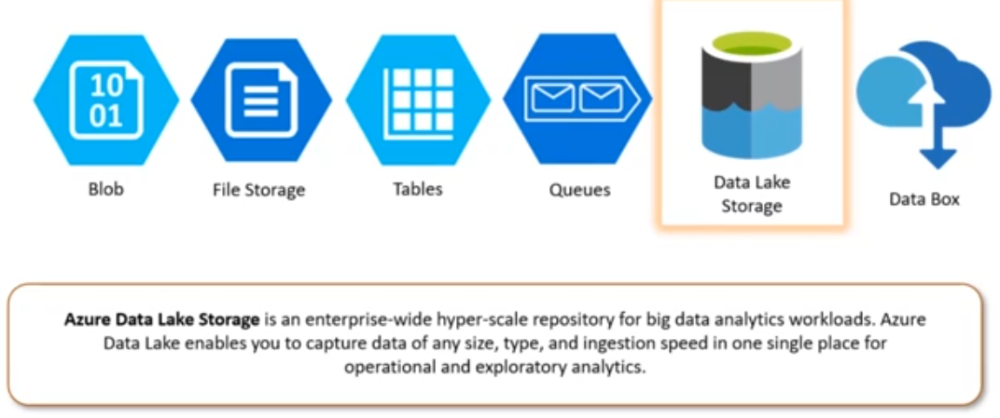 10
01
Blob
File Storage
Tables
Queues
Data Lake
Storage
Data Box
Azure Data Lake Storage is an enterprise-wide hyper-scale repository for big data analytics workloads. Azure
Data Lake enables you to capture data of any size, type, and ingestion speed in one single place for
operational and exploratory analytics.